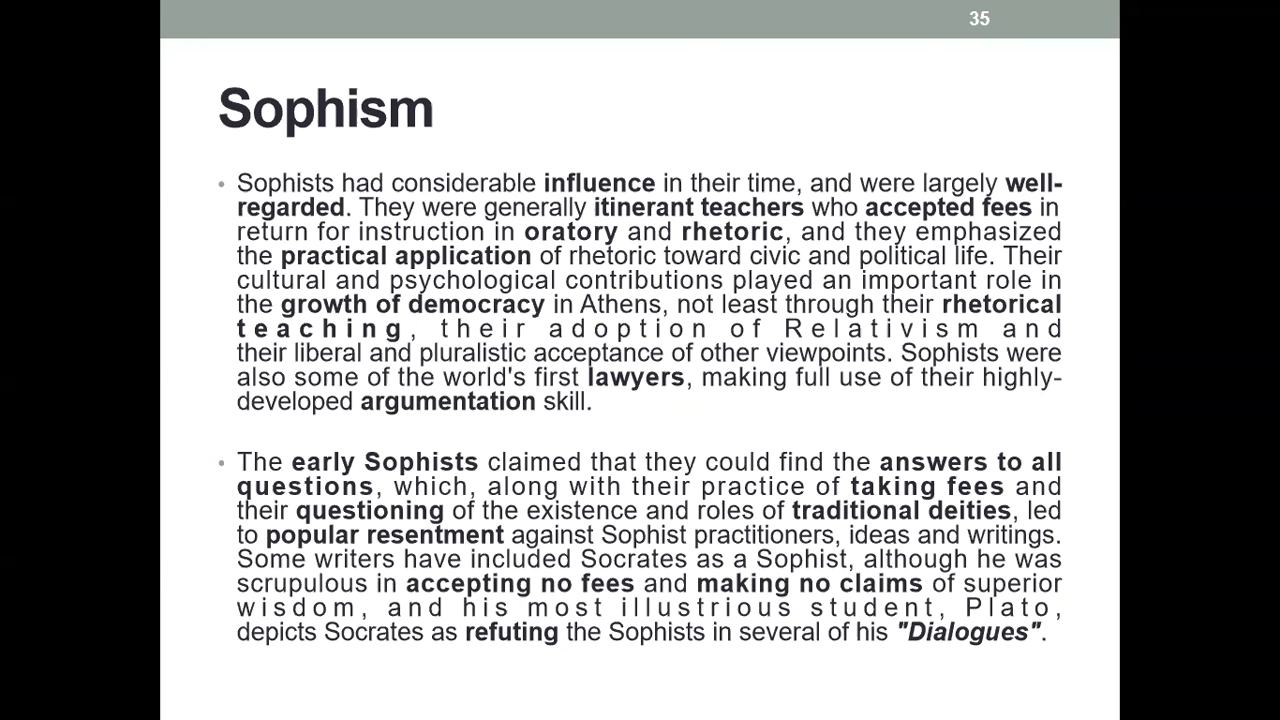 35
Sophism
• Sophists had considerable influence in their time, and were largely well-
regarded. They were generally itinerant teachers who accepted fees in
return for instruction in oratory and rhetoric, and they emphasized
the practical application of rhetoric toward civic and political life. Their
cultural and psychological contributions played an important role in
the growth of democracy in Athens, not least through their rhetorical
teaching, their adoption of Relativism and
their liberal and pluralistic acceptance of other viewpoints. Sophists were
also some of the world's first lawyers, making full use of their highly-
developed argumentation skill.
• The early Sophists claimed that they could find the answers to all
questions, which, along with their practice of taking fees and
their questioning of the existence and roles of traditional deities, led
to popular resentment against Sophist practitioners, ideas and writings.
Some writers have included Socrates as a Sophist, although he was
scrupulous in accepting no fees and making no claims of superior
wisdom, and his most illustrious student, Plato,
depicts Socrates as refuting the Sophists in several of his "Dialogues".